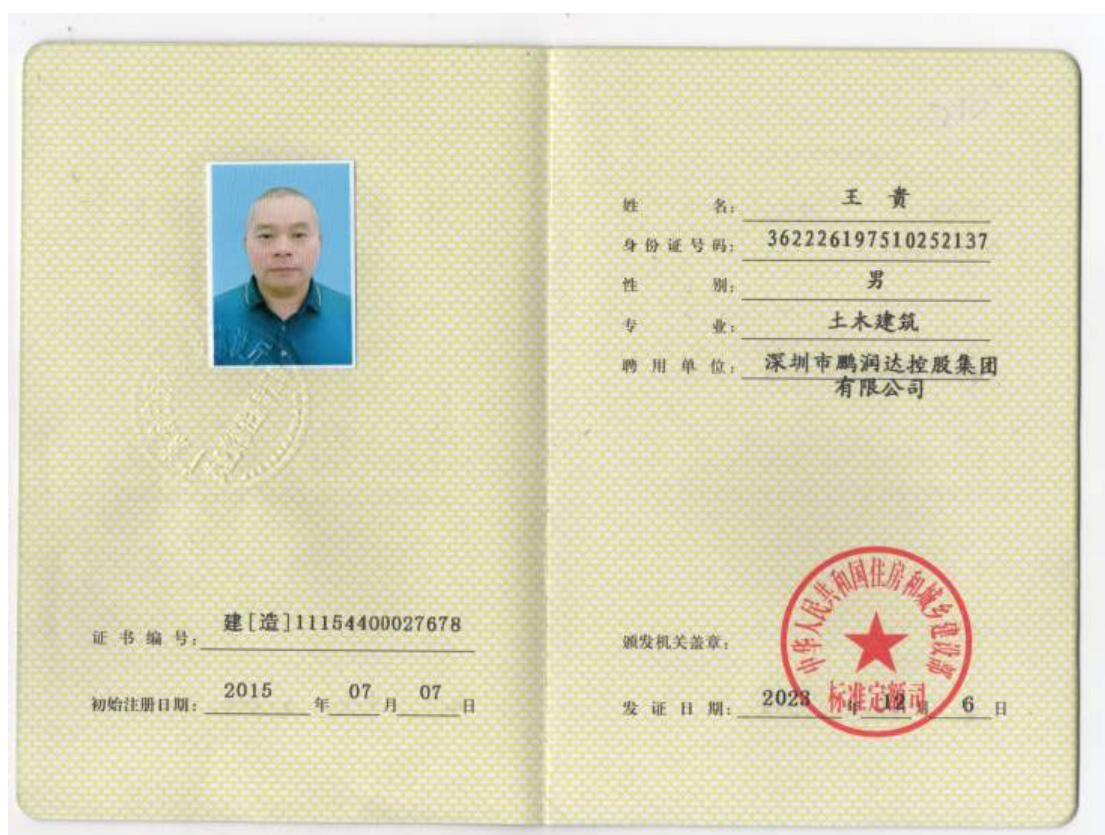 证书编号：建[造]11154400027678
初始注册日期：2015年07月07日
姓名：王贵
身份证号码：362226197510252137
性别：男
专业：土木建筑
聘用单位：深圳市鹏润达控股集团
有限公司
颁发机关盖章：
中华人民共和国住房和城乡建设部
标准定额司
发证日期：2023年12月6日